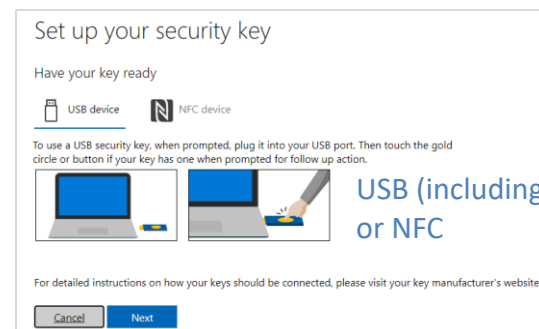 Set up your security key
Have your key ready
USB device
NFC device
To use a USB security key, when prompted, plug it into your USB port. Then touch the gold
circle or button if your key has one when prompted for follow up action.
USB (including
or NFC
For detailed instructions on how your keys should be connected, please visit your key manufacturer's website
Cancel
Next